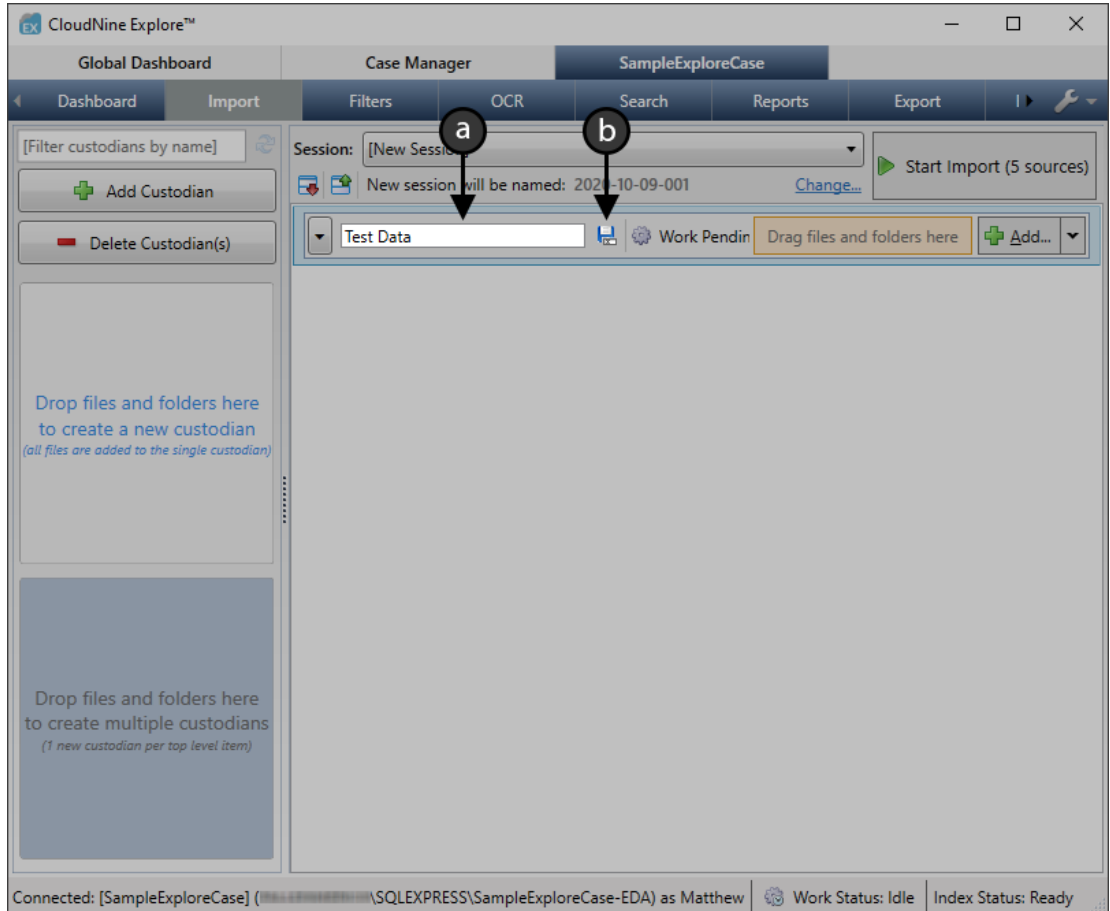 EX CloudNine Explore™
Global Dashboard Case Manager SampleExploreCase
Dashboard Import Filters OCR Search Reports Export I
a b
[Filter custodians by name]
Session: [New Session]
Start Import (5 sources)
Add Custodian
New session will be named: 2020-10-09-001 Change...
Delete Custodian(s)
Test Data Work Pendin Drag files and folders here Add...
Drop files and folders here
to create a new custodian
(all files are added to the single custodian)
Drop files and folders here
to create multiple custodians
(1 new custodian per top level item)
Connected: [SampleExploreCase] ( \SQLEXPRESS\SampleExploreCase-EDA) as Matthew Work Status: Idle Index Status: Ready